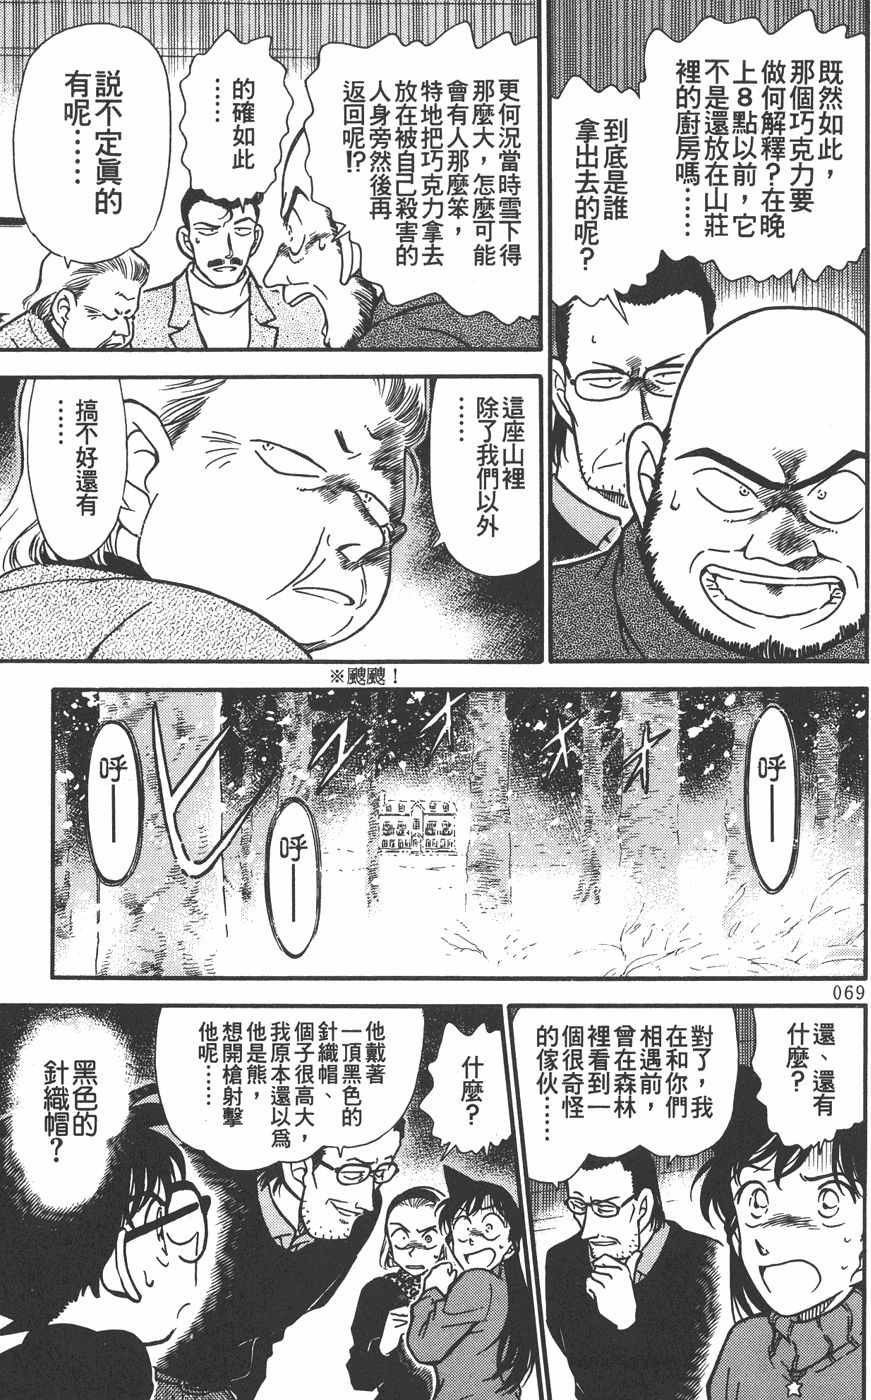 既然如此，
那個巧克力要
做何解釋？在晚
上8點以前，它
不是還放在山莊
裡的廚房嗎……
到底是誰
拿出去的呢？
更何況當時雪下得
那麼大，怎麼可能
會有人那麼笨，
特地把巧克力拿去
放在被自己殺害的
人身旁然後再
返回呢!?
的確如此
……
說不定真的
有呢……
這座山裡
除了我們以外
……
搞不好還有
……
※颼颼！
呼—
ビュオオオ
呼—
呼—
069
還、還有
什麼？
對了，我
在和你們
相遇前，
曾在森林
裡看到一
個很奇怪
的傢伙……
什麼？
他戴著
一頂黑色的
針織帽、
個子很高大，
我原本還以為
他是熊，
想開槍射擊
他呢……
黑色的
針織帽？